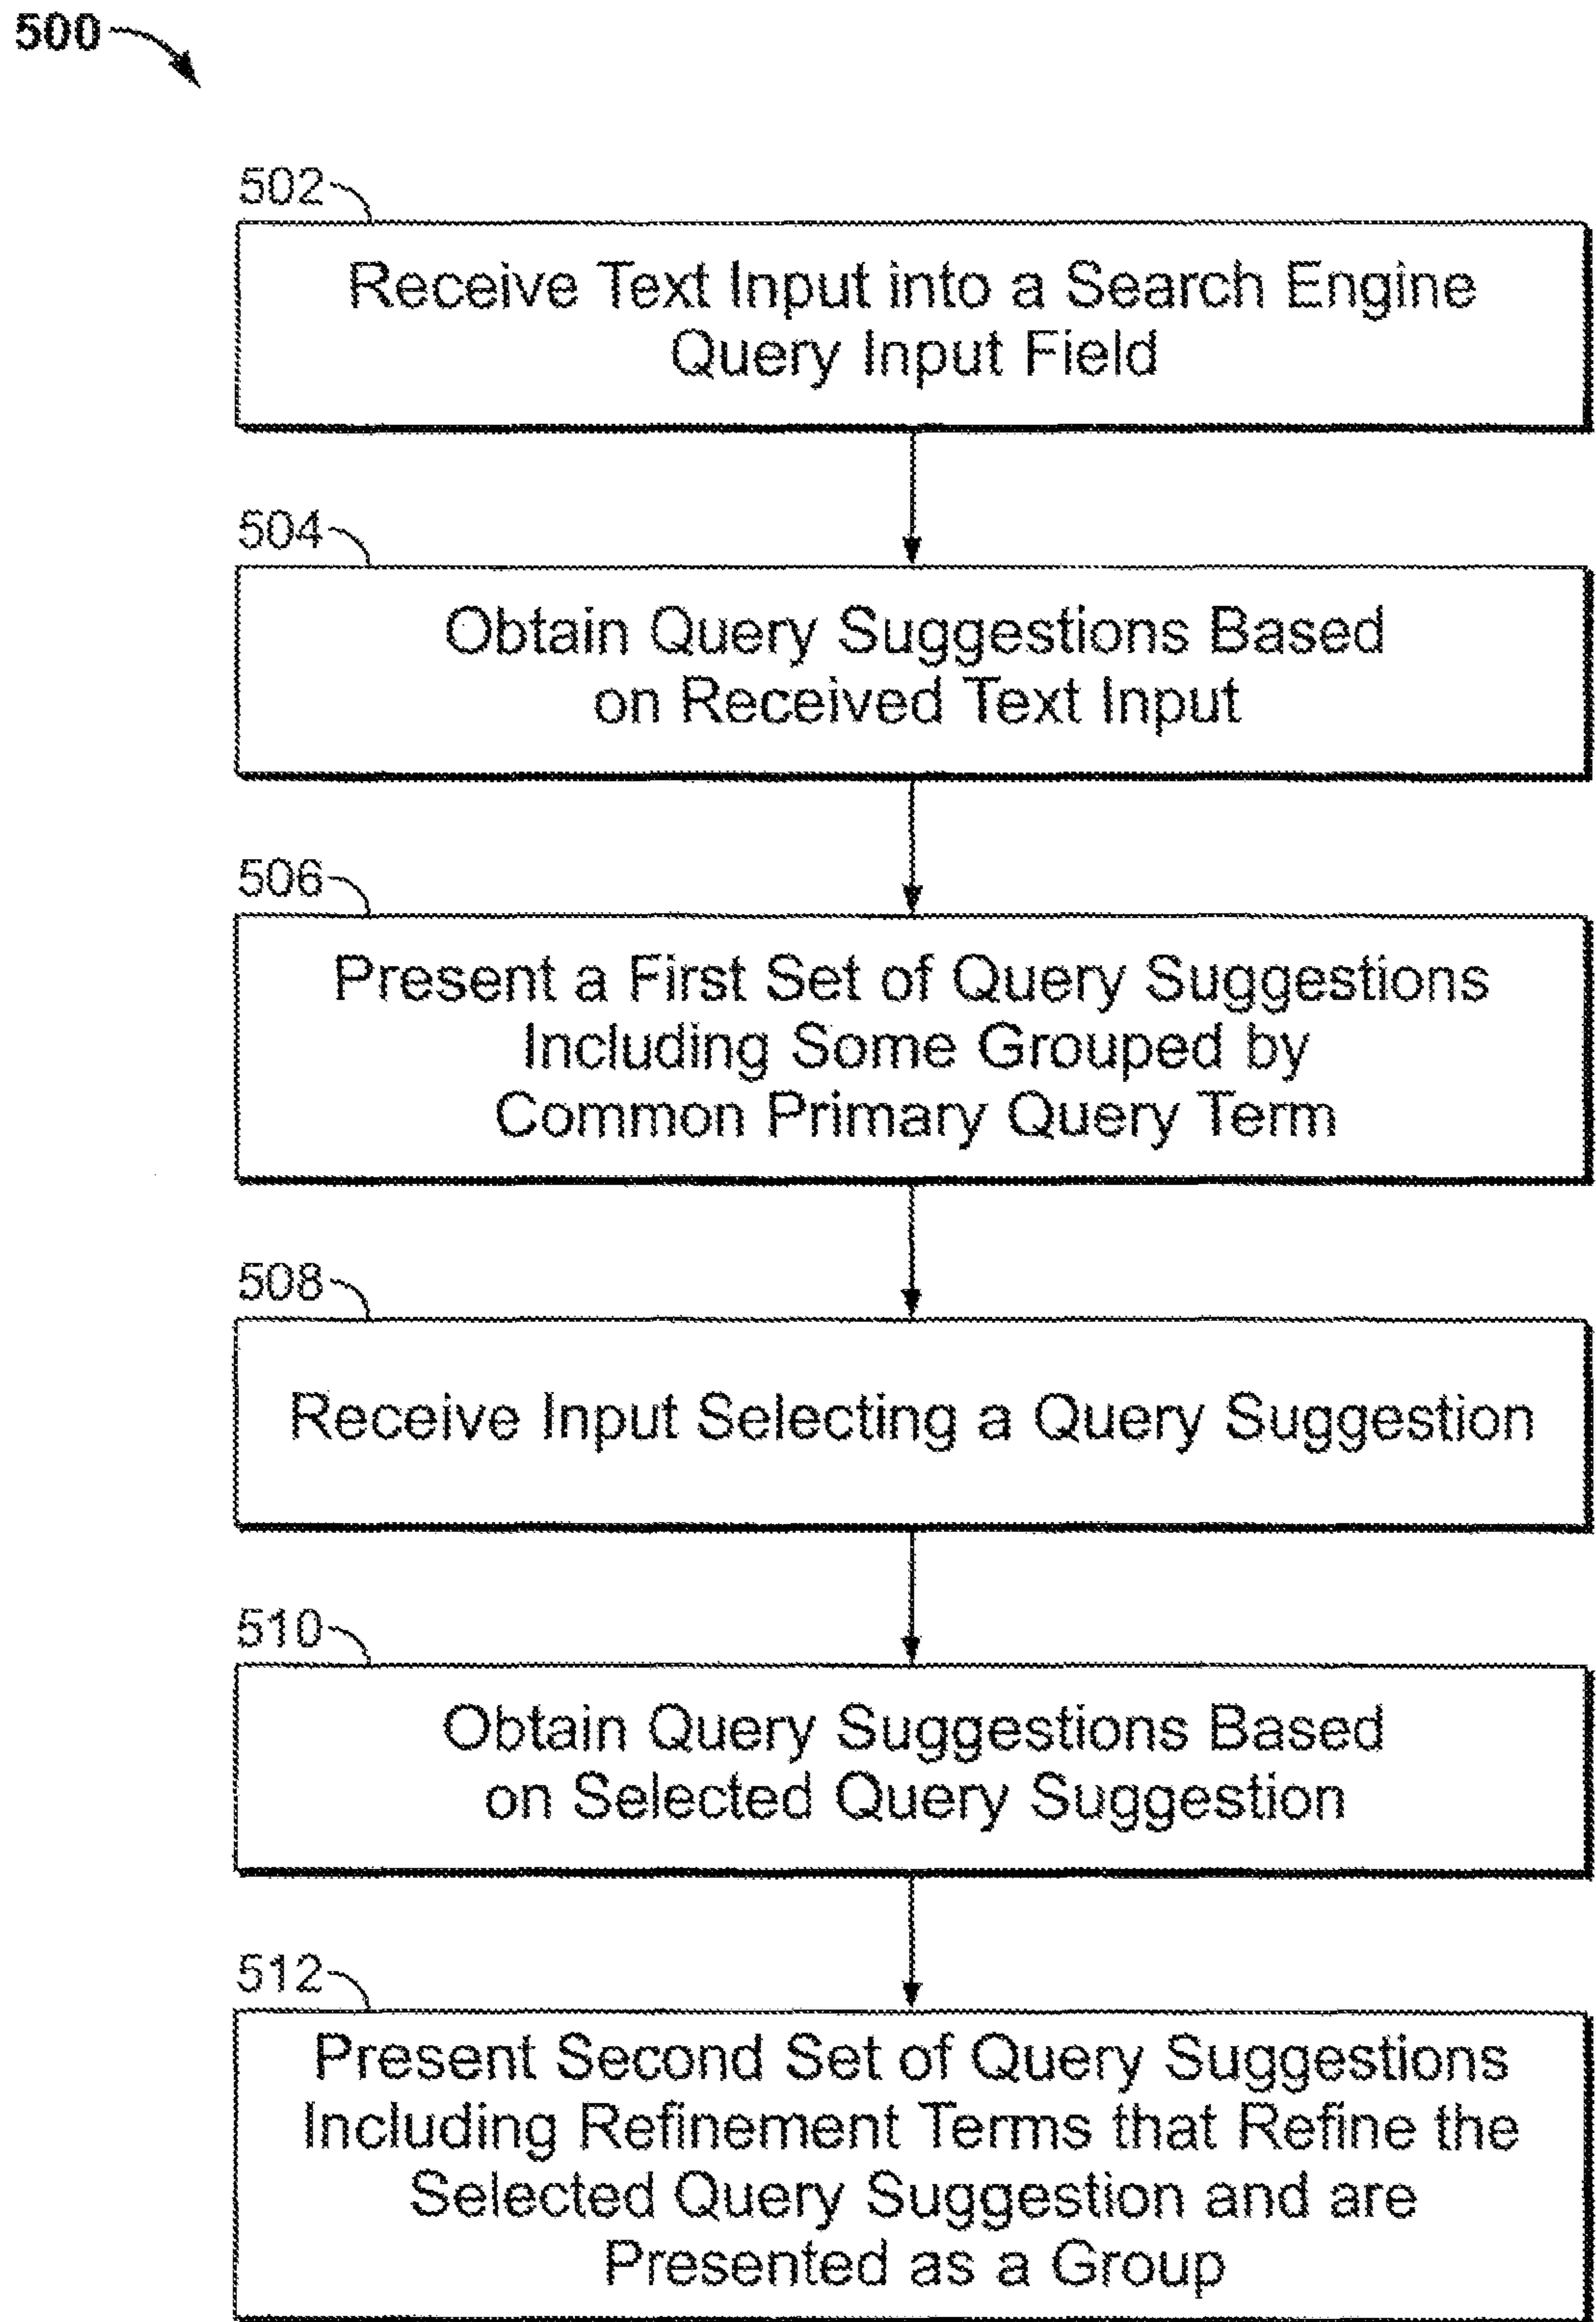 500
502
Receive Text Input into a Search Engine
Query Input Field
504
Obtain Query Suggestions Based
on Received Text Input
506
Present a First Set of Query Suggestions
Including Some Grouped by
Common Primary Query Term
508
Receive Input Selecting a Query Suggestion
510
Obtain Query Suggestions Based
on Selected Query Suggestion
512
Present Second Set of Query Suggestions
Including Refinement Terms that Refine the
Selected Query Suggestion and are
Presented as a Group